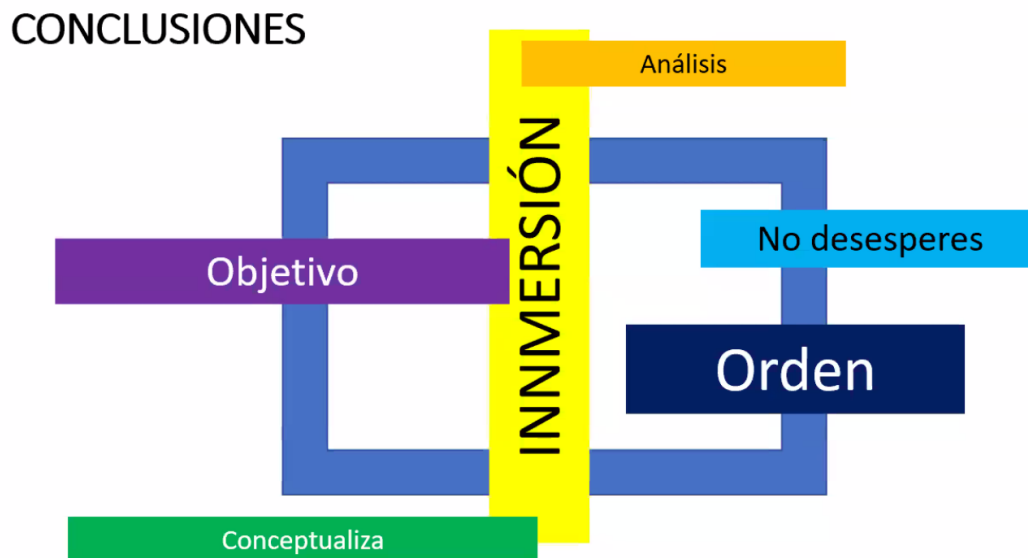 CONCLUSIONES
Análisis
INNMERSIÓN
No desesperes
Objetivo
Orden
Conceptualiza